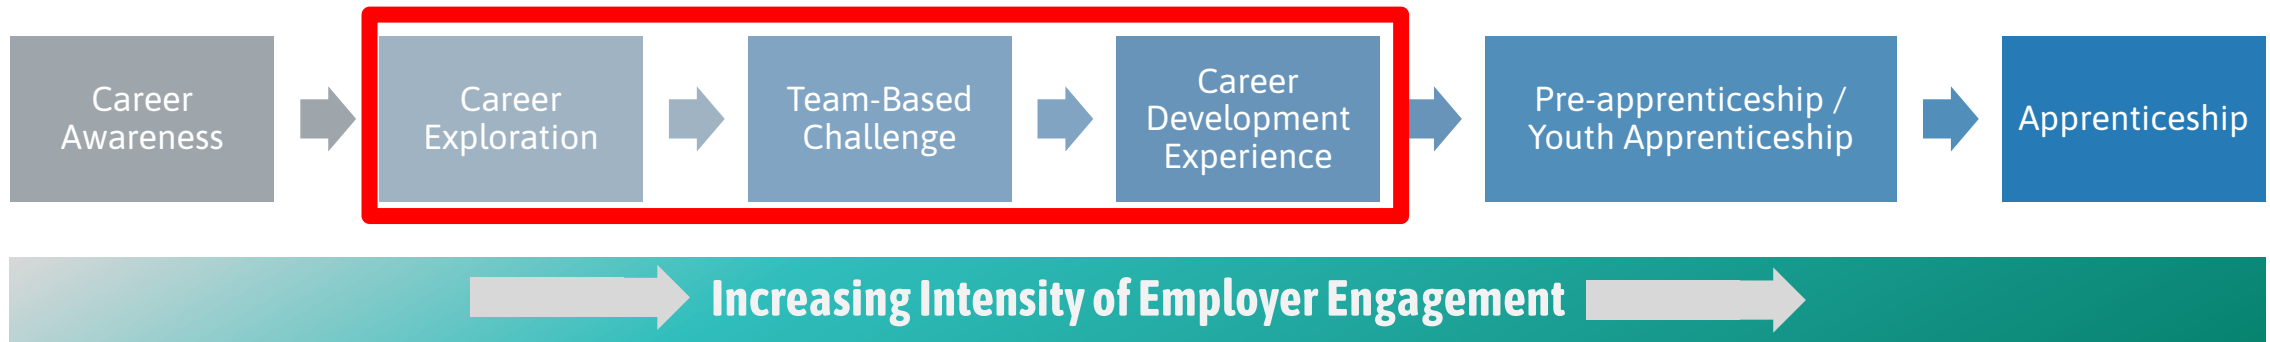 Career
Awareness
Career
Exploration
Team-Based
Challenge
Career
Development
Experience
Pre-apprenticeship /
Youth Apprenticeship
Apprenticeship
Increasing Intensity of Employer Engagement